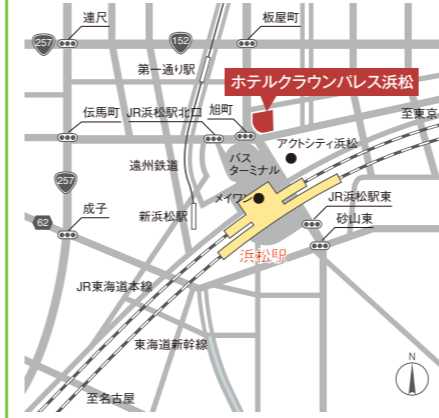 連尺
板屋町
257
152
第一通り駅
ホテルクラウンパレス浜松
至東京
伝馬町
JR浜松駅北口
旭町
アクトシティ浜松
バス
ターミナル
遠州鉄道
257
メイワン
成子
62
新浜松駅
JR浜松駅東
砂山東
浜松駅
JR東海道本線
東海道新幹線
至名古屋
N